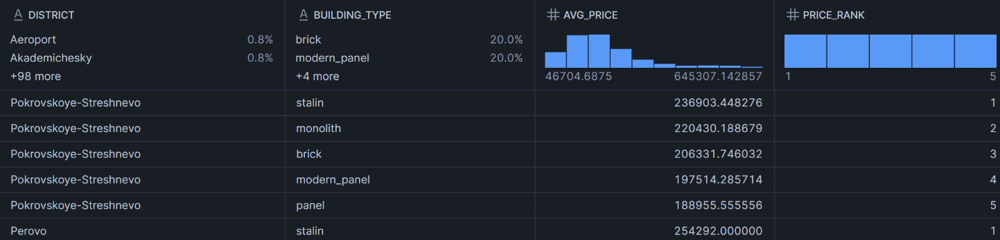 DISTRICT BUILDING_TYPE AVG_PRICE PRICE_RANK
Aeroport 0.8% brick 20.0%
Akademichesky 0.8% modern_panel 20.0%
+98 more +4 more 46704.6875 645307.142857 1 5
Pokrovskoye-Streshnevo stalin 236903.448276 1
Pokrovskoye-Streshnevo monolith 220430.188679 2
Pokrovskoye-Streshnevo brick 206331.746032 3
Pokrovskoye-Streshnevo modern_panel 197514.285714 4
Pokrovskoye-Streshnevo panel 188955.555556 5
Perovo stalin 254292.000000 1